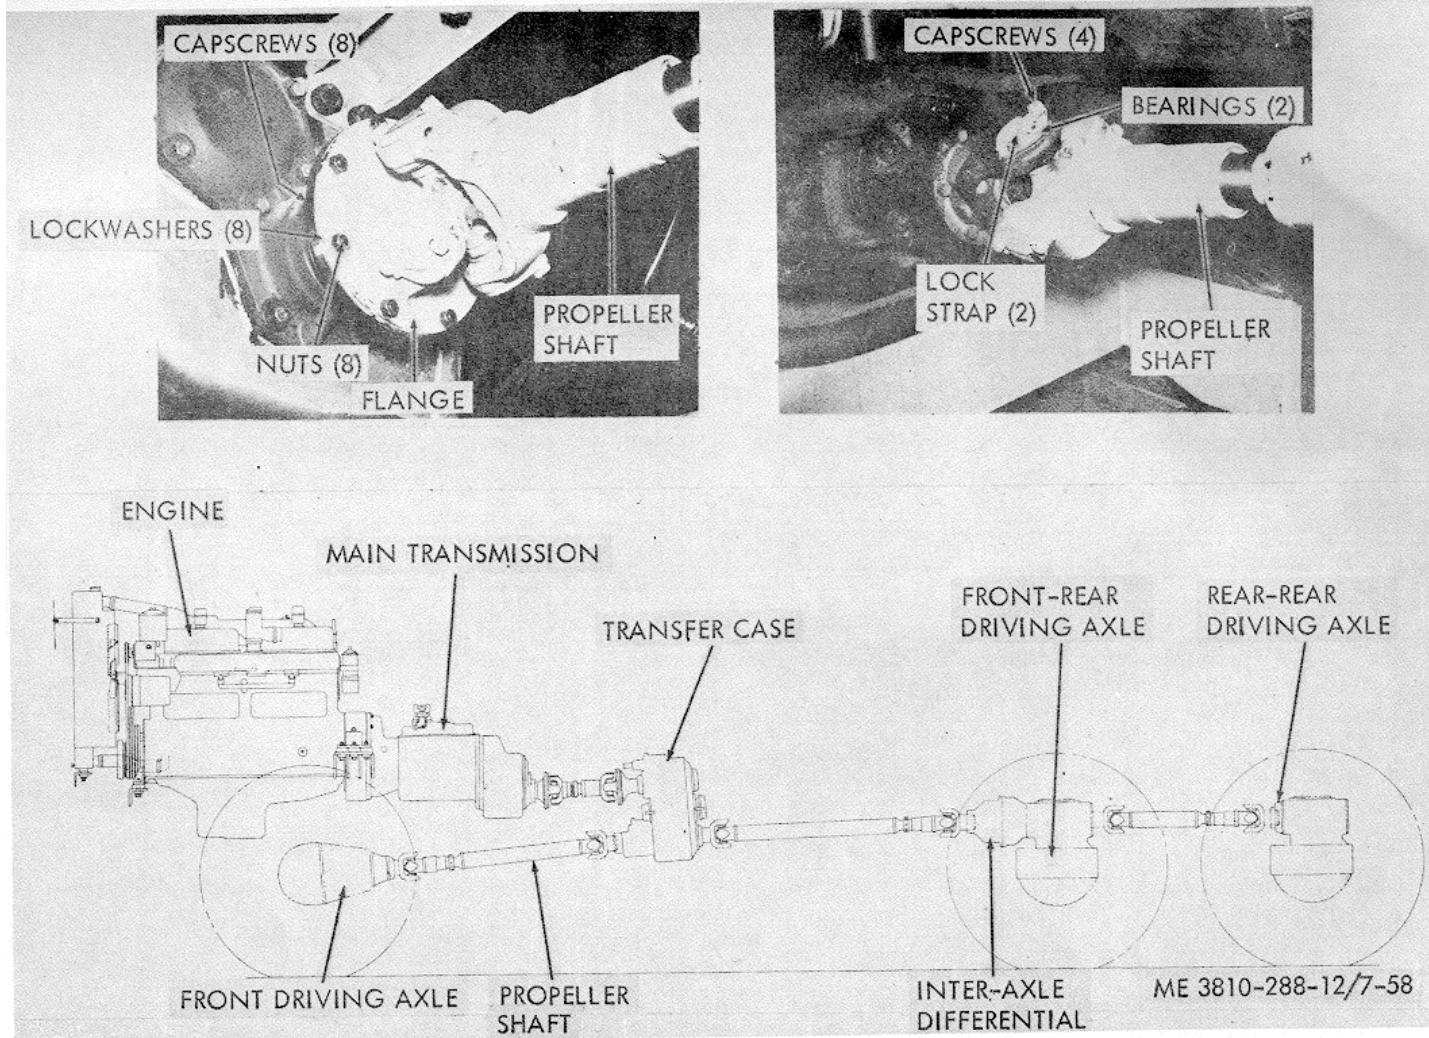 CAPSCREWS (8)
LOCKWASHERS (8)
NUTS (8)
FLANGE
PROPELLER
SHAFT
CAPSCREWS (4)
BEARINGS (2)
LOCK
STRAP (2)
PROPELLER
SHAFT
ENGINE
MAIN TRANSMISSION
TRANSFER CASE
FRONT-REAR
DRIVING AXLE
REAR-REAR
DRIVING AXLE
FRONT DRIVING AXLE
PROPELLER
SHAFT
INTER-AXLE
DIFFERENTIAL
ME 3810-288-12/7-58